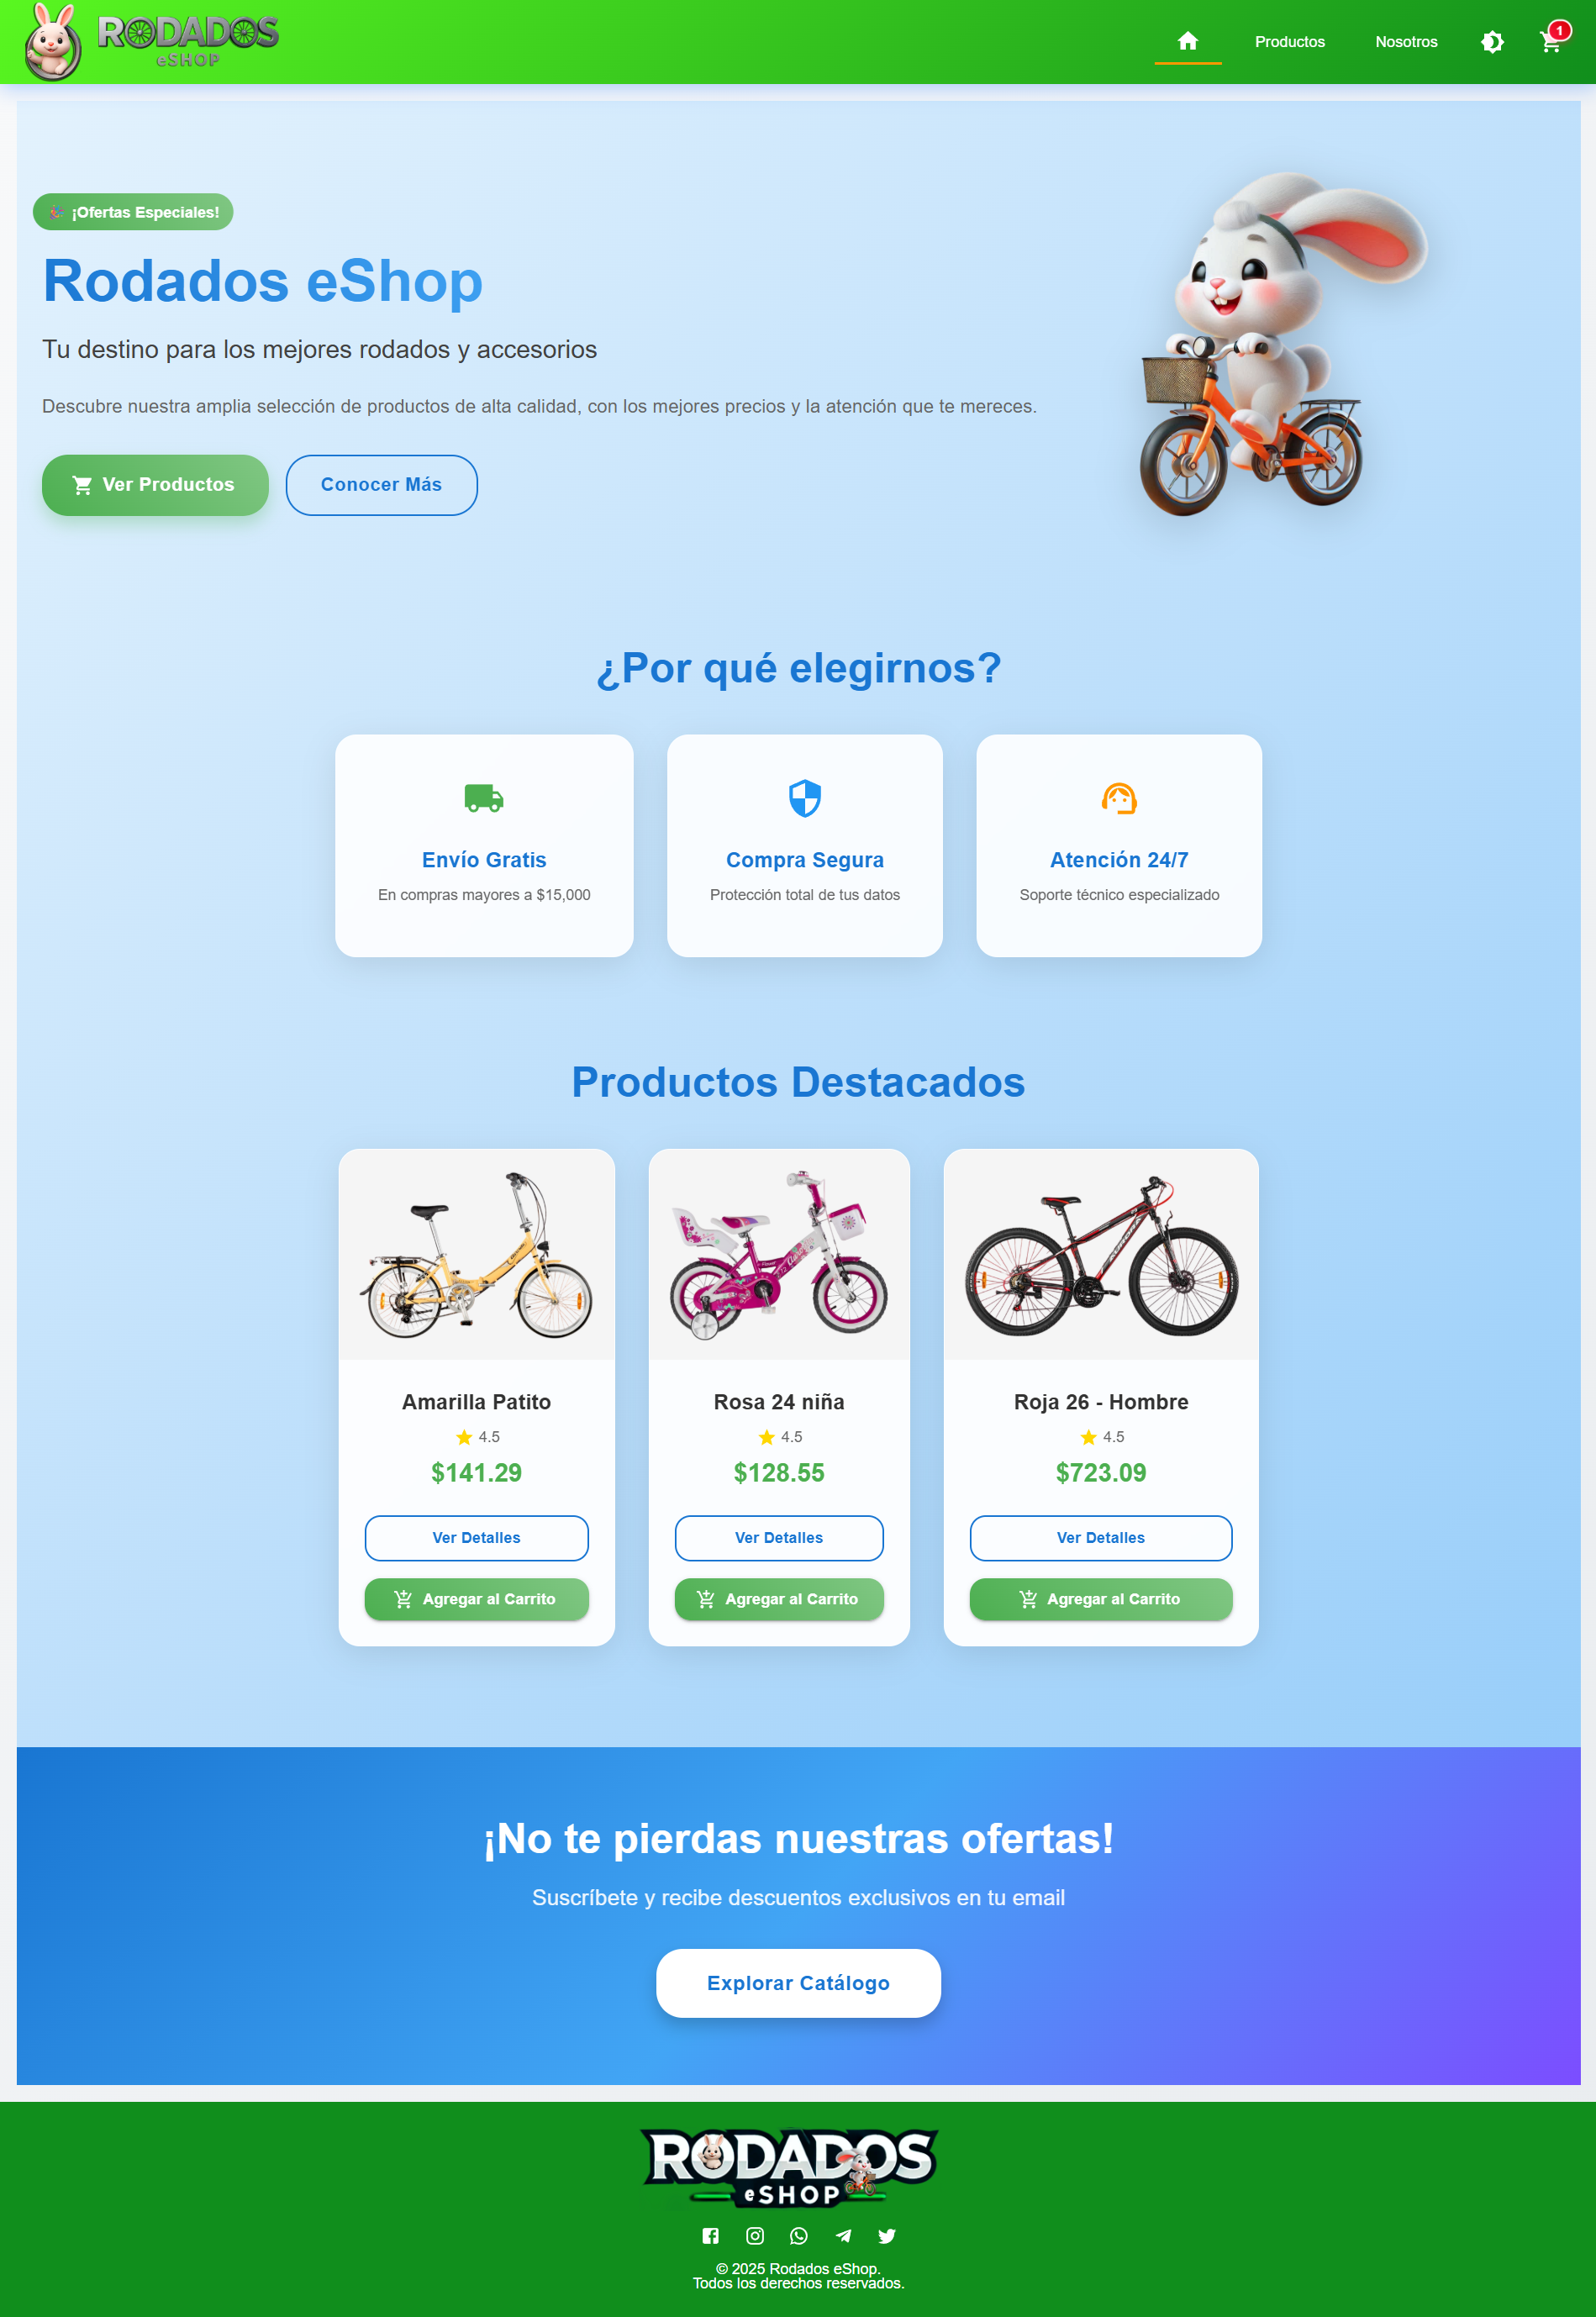 RODADOS
eSHOP
Productos
Nosotros
1
¡Ofertas Especiales!
Rodados eShop
Tu destino para los mejores rodados y accesorios
Descubre nuestra amplia selección de productos de alta calidad, con los mejores precios y la atención que te mereces.
Ver Productos
Conocer Más
¿Por qué elegirnos?
Envío Gratis
En compras mayores a $15,000
Compra Segura
Protección total de tus datos
Atención 24/7
Soporte técnico especializado
Productos Destacados
Amarilla Patito
4.5
$141.29
Ver Detalles
Agregar al Carrito
Rosa 24 niña
4.5
$128.55
Ver Detalles
Agregar al Carrito
Roja 26 - Hombre
4.5
$723.09
Ver Detalles
Agregar al Carrito
¡No te pierdas nuestras ofertas!
Suscríbete y recibe descuentos exclusivos en tu email
Explorar Catálogo
RODADOS
eSHOP
© 2025 Rodados eShop.
Todos los derechos reservados.